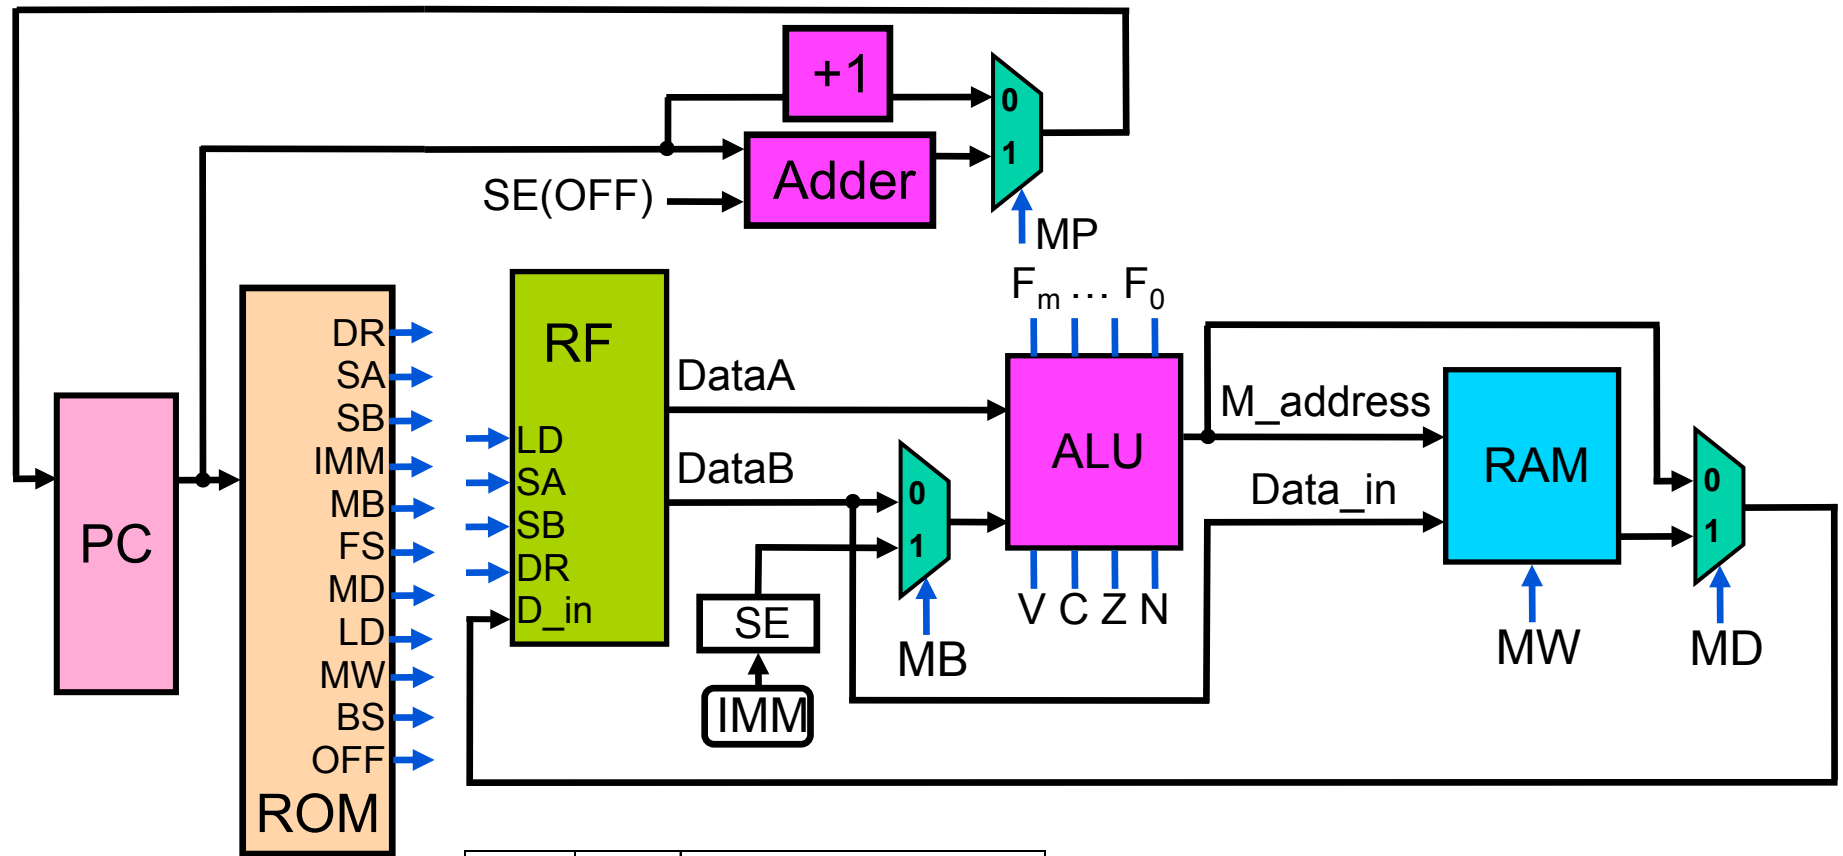 +1
0
1
Adder
SE(OFF)
MP
Fm ... F0
DR
SA
SB
IMM
MB
FS
MD
LD
MW
BS
OFF
ROM
PC
RF
LD
SA
SB
DR
D_in
DataA
DataB
0
1
SE
IMM
MB
ALU
V C Z N
M_address
Data_in
RAM
MW
0
1
MD